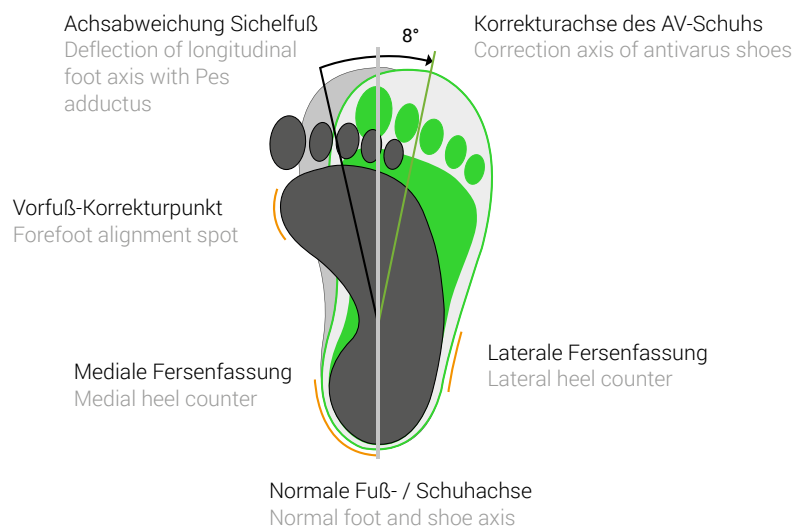 Achsabweichung Sichelfuß
Deflection of longitudinal
foot axis with Pes
adductus
8°
Korrekturachse des AV-Schuhs
Correction axis of antivarus shoes
Vorfuß-Korrekturpunkt
Forefoot alignment spot
Mediale Fersenfassung
Medial heel counter
Laterale Fersenfassung
Lateral heel counter
Normale Fuß- / Schuhachse
Normal foot and shoe axis